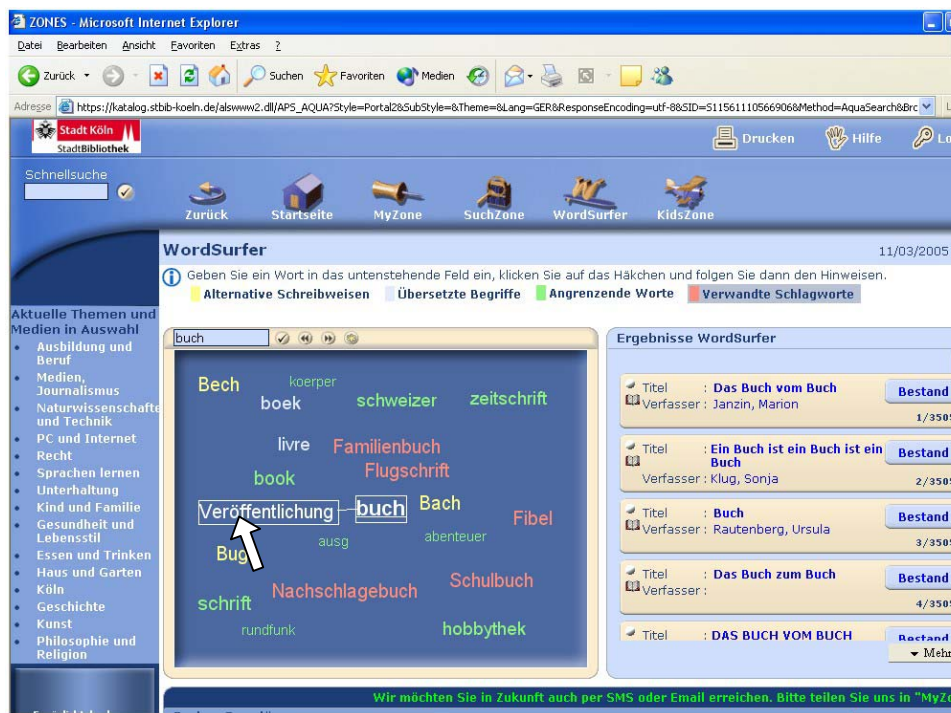 ZONES - Microsoft Internet Explorer
Datei Bearbeiten Ansicht Favoriten Extras ?
Zurück Suchen Favoriten Medien
Adresse https://katalog.stbib-koeln.de/alswww2.dll/APS_AQUA?Style=Portal2&SubStyle=&Theme=&Lang=GER&ResponseEncoding=utf-8&SID=S115611105669068&Method=AquaSearch&Brc
Stadt Köln
StadtBibliothek
Drucken Hilfe
Schnellsuche
Zurück Startseite MyZone SuchZone WordSurfer KidsZone
WordSurfer 11/03/2005
Geben Sie ein Wort in das untenstehende Feld ein, klicken Sie auf das Häkchen und folgen Sie dann den Hinweisen.
Alternative Schreibweisen Übersetzte Begriffe Angrenzende Worte Verwandte Schlagworte
Aktuelle Themen und
Medien in Auswahl
Ausbildung und
Beruf
Medien,
Journalismus
Naturwissenschafte
und Technik
PC und Internet
Recht
Sprachen lernen
Unterhaltung
Kind und Familie
Gesundheit und
Lebensstil
Essen und Trinken
Haus und Garten
Köln
Geschichte
Kunst
Philosophie und
Religion
buch
Bech koerper
boek schweizer zeitschrift
livre Familienbuch
book Flugschrift
Veröffentlichung buch Bach
Fibel
ausg abenteuer
Bug
Nachschlagebuch Schulbuch
schrift
rundfunk hobbythek
Ergebnisse WordSurfer
Titel : Das Buch vom Buch Bestand
Verfasser : Janzin, Marion
Titel : Ein Buch ist ein Buch ist ein Bestand
Buch
Verfasser : Klug, Sonja
Titel : Buch Bestand
Verfasser : Rautenberg, Ursula
Titel : Das Buch zum Buch Bestand
Verfasser :
Titel : DAS BUCH VOM BUCH Bestand
Mehr
Wir möchten Sie in Zukunft auch per SMS oder Email erreichen. Bitte teilen Sie uns in "MyZo